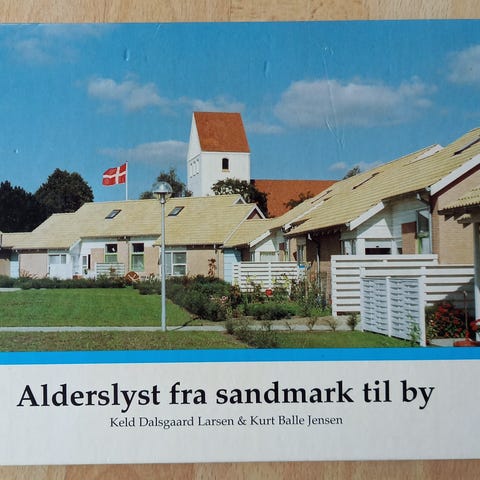 Alderslyst fra sandmark til by
Keld Dalsgaard Larsen & Kurt Balle Jensen